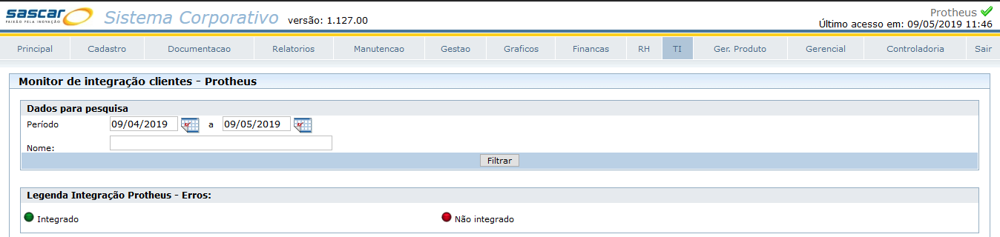 sascar Sistema Corporativo versão: 1.127.00 Protheus
PAIXÃO PELA INOVAÇÃO
Último acesso em: 09/05/2019 11:46
Principal Cadastro Documentacao Relatorios Manutencao Gestao Graficos Financas RH TI Ger. Produto Gerencial Controladoria Sair
Monitor de integração clientes - Protheus
Dados para pesquisa
Período 09/04/2019 a 09/05/2019
Nome:
Filtrar
Legenda Integração Protheus - Erros:
Integrado Não integrado